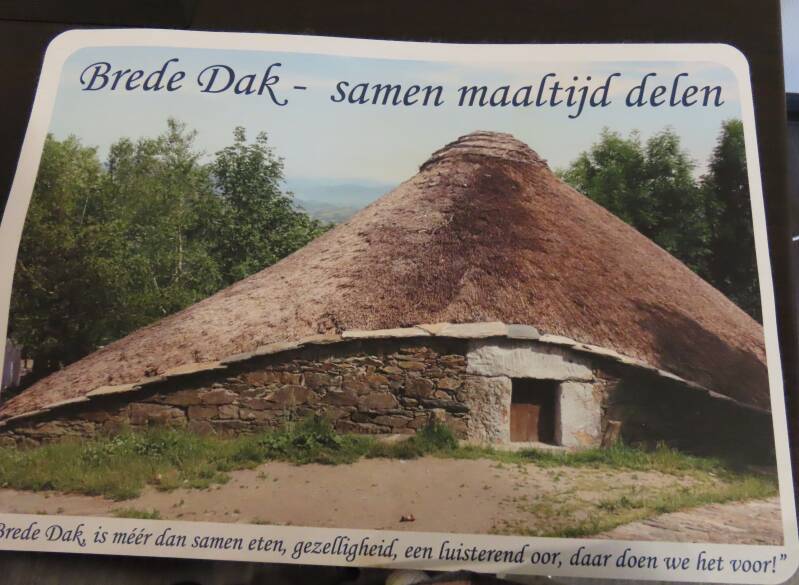 Brede Dak - samen maaltijd delen
Brede Dak, is méér dan samen eten, gezelligheid, een luisterend oor, daar doen we het voor!”